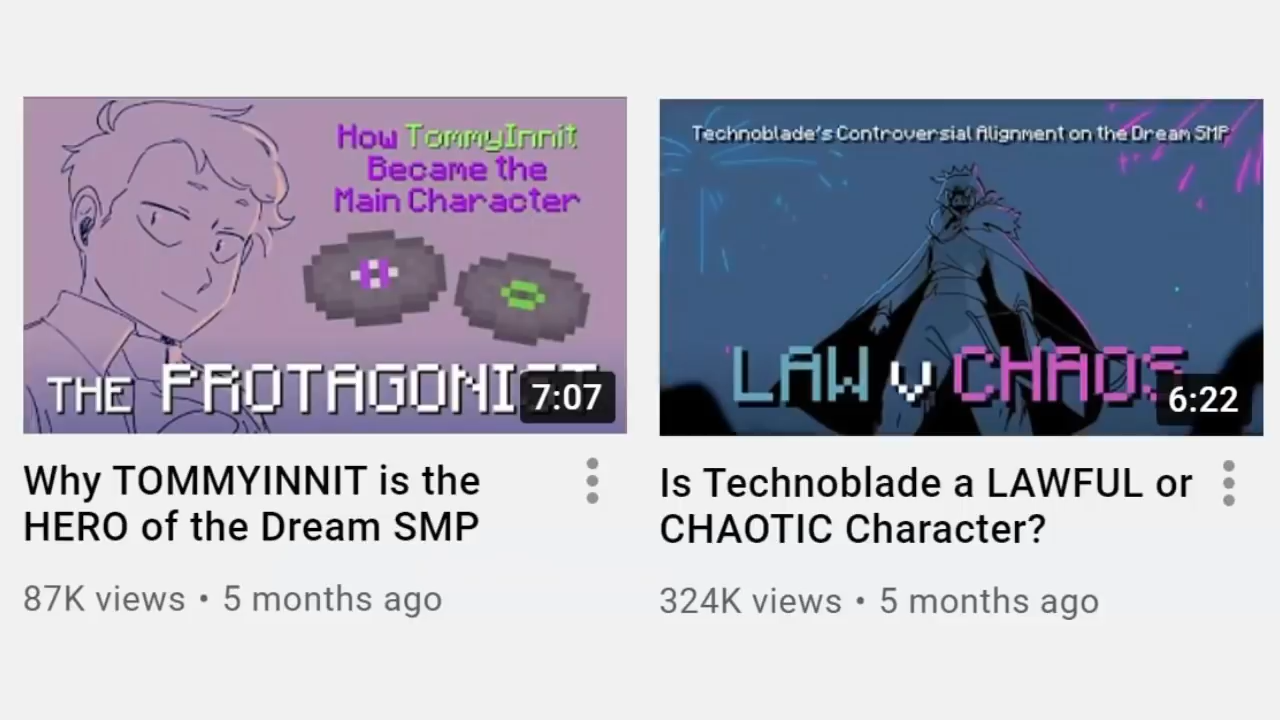 How TommyInnit
Became the
Main Character
THE PROTAGONIST
7:07
Why TOMMYINNIT is the
HERO of the Dream SMP
87K views • 5 months ago
Technoblade's Controversial Alignment on the Dream SMP
LAW v CHAOS
6:22
Is Technoblade a LAWFUL or
CHAOTIC Character?
324K views • 5 months ago